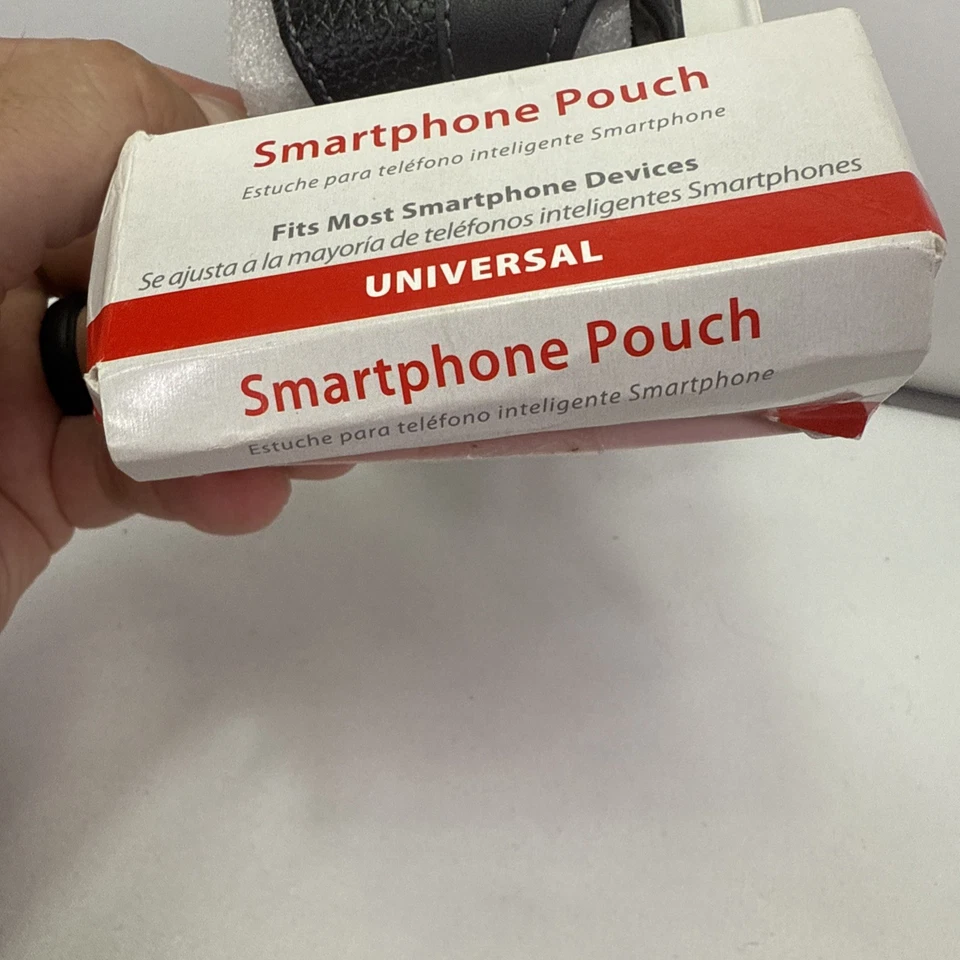 Smartphone Pouch
Estuche para teléfono inteligente Smartphone
Fits Most Smartphone Devices
Se ajusta a la mayoría de teléfonos inteligentes Smartphones
UNIVERSAL
Smartphone Pouch
Estuche para teléfono inteligente Smartphone